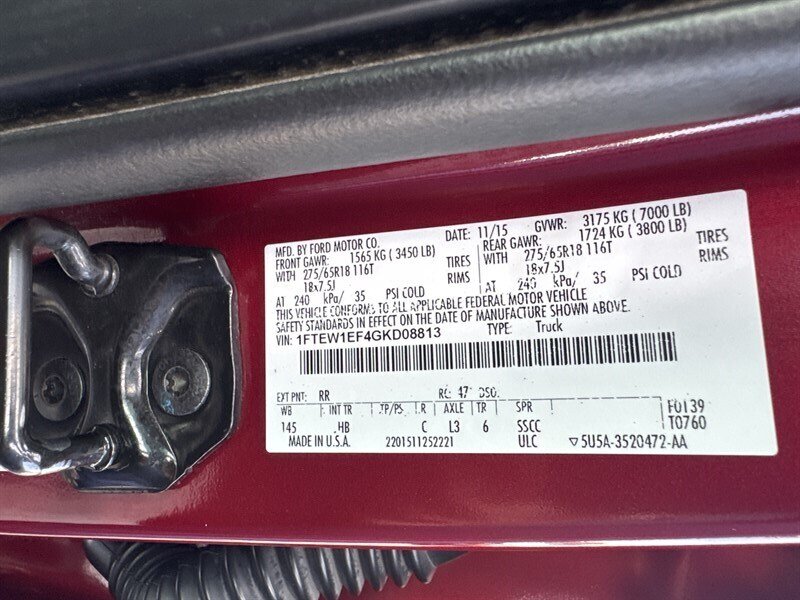 MFD. BY FORD MOTOR CO. DATE: 11/15 GVWR: 3175 KG ( 7000 LB)
FRONT GAWR: 1565 KG ( 3450 LB) REAR GAWR: 1724 KG ( 3800 LB)
WITH 275/65R18 116T TIRES WITH 275/65R18 116T TIRES
18x7.5J RIMS 18x7.5J RIMS
AT 240 kPa/ 35 PSI COLD AT 240 kPa/ 35 PSI COLD
THIS VEHICLE CONFORMS TO ALL APPLICABLE FEDERAL MOTOR VEHICLE
SAFETY STANDARDS IN EFFECT ON THE DATE OF MANUFACTURE SHOWN ABOVE.
VIN: 1FTEW1EF4GKD08813 TYPE: Truck
EXT PNT: RR RC: 47 DSO:
WB INT TR TP/PS R AXLE TR SPR F0139
145 HB C L3 6 SSCC T0760
MADE IN U.S.A. 2201511252221 ULC ▽5U5A-3520472-AA